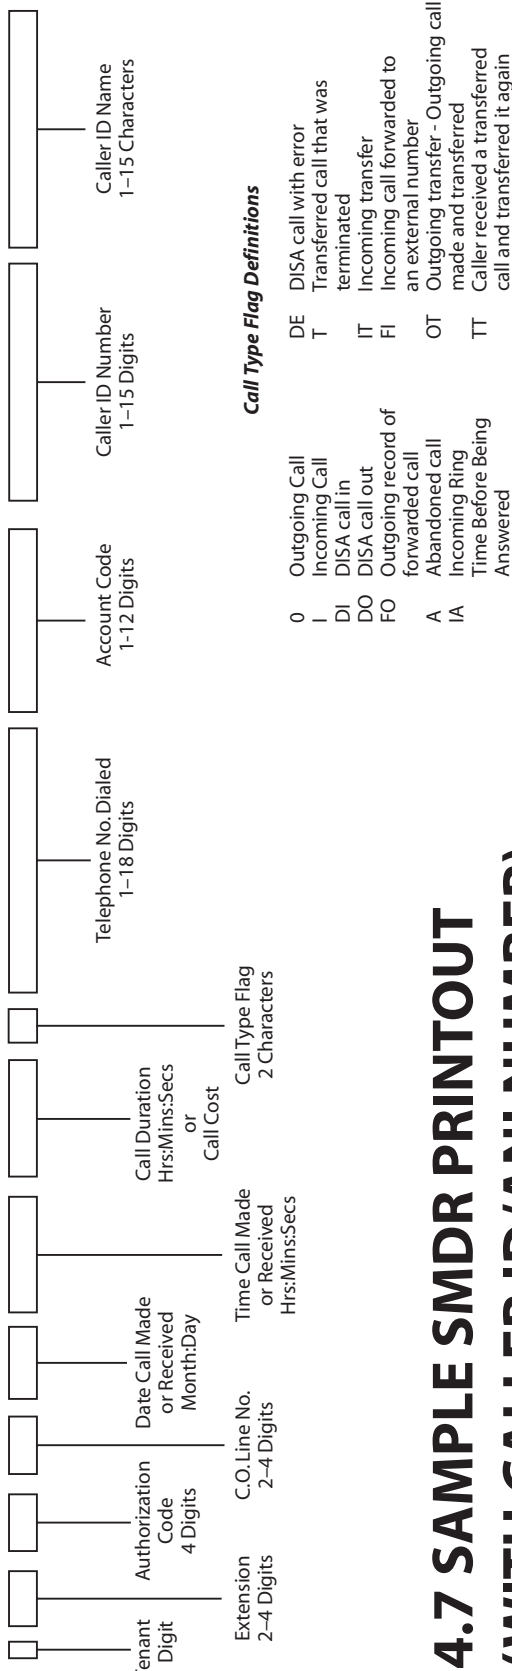 Tenant
Digit
Extension
2–4 Digits
Authorization
Code
4 Digits
C.O. Line No.
2–4 Digits
Date Call Made
or Received
Month:Day
Time Call Made
or Received
Hrs:Mins:Secs
Call Duration
Hrs:Mins:Secs
or
Call Cost
Call Type Flag
2 Characters
Telephone No. Dialed
1–18 Digits
Account Code
1-12 Digits
Caller ID Number
1–15 Digits
Caller ID Name
1–15 Characters
Call Type Flag Definitions
0 Outgoing Call
I Incoming Call
DI DISA call in
DO DISA call out
FO Outgoing record of
forwarded call
A Abandoned call
IA Incoming Ring
Time Before Being
Answered
DE DISA call with error
T Transferred call that was
terminated
IT Incoming transfer
FI Incoming call forwarded to
an external number
OT Outgoing transfer - Outgoing call
made and transferred
TT Caller received a transferred
call and transferred it again
4.7 SAMPLE SMDR PRINTOUT
(WITH CALLER ID/ANI NUMBER)